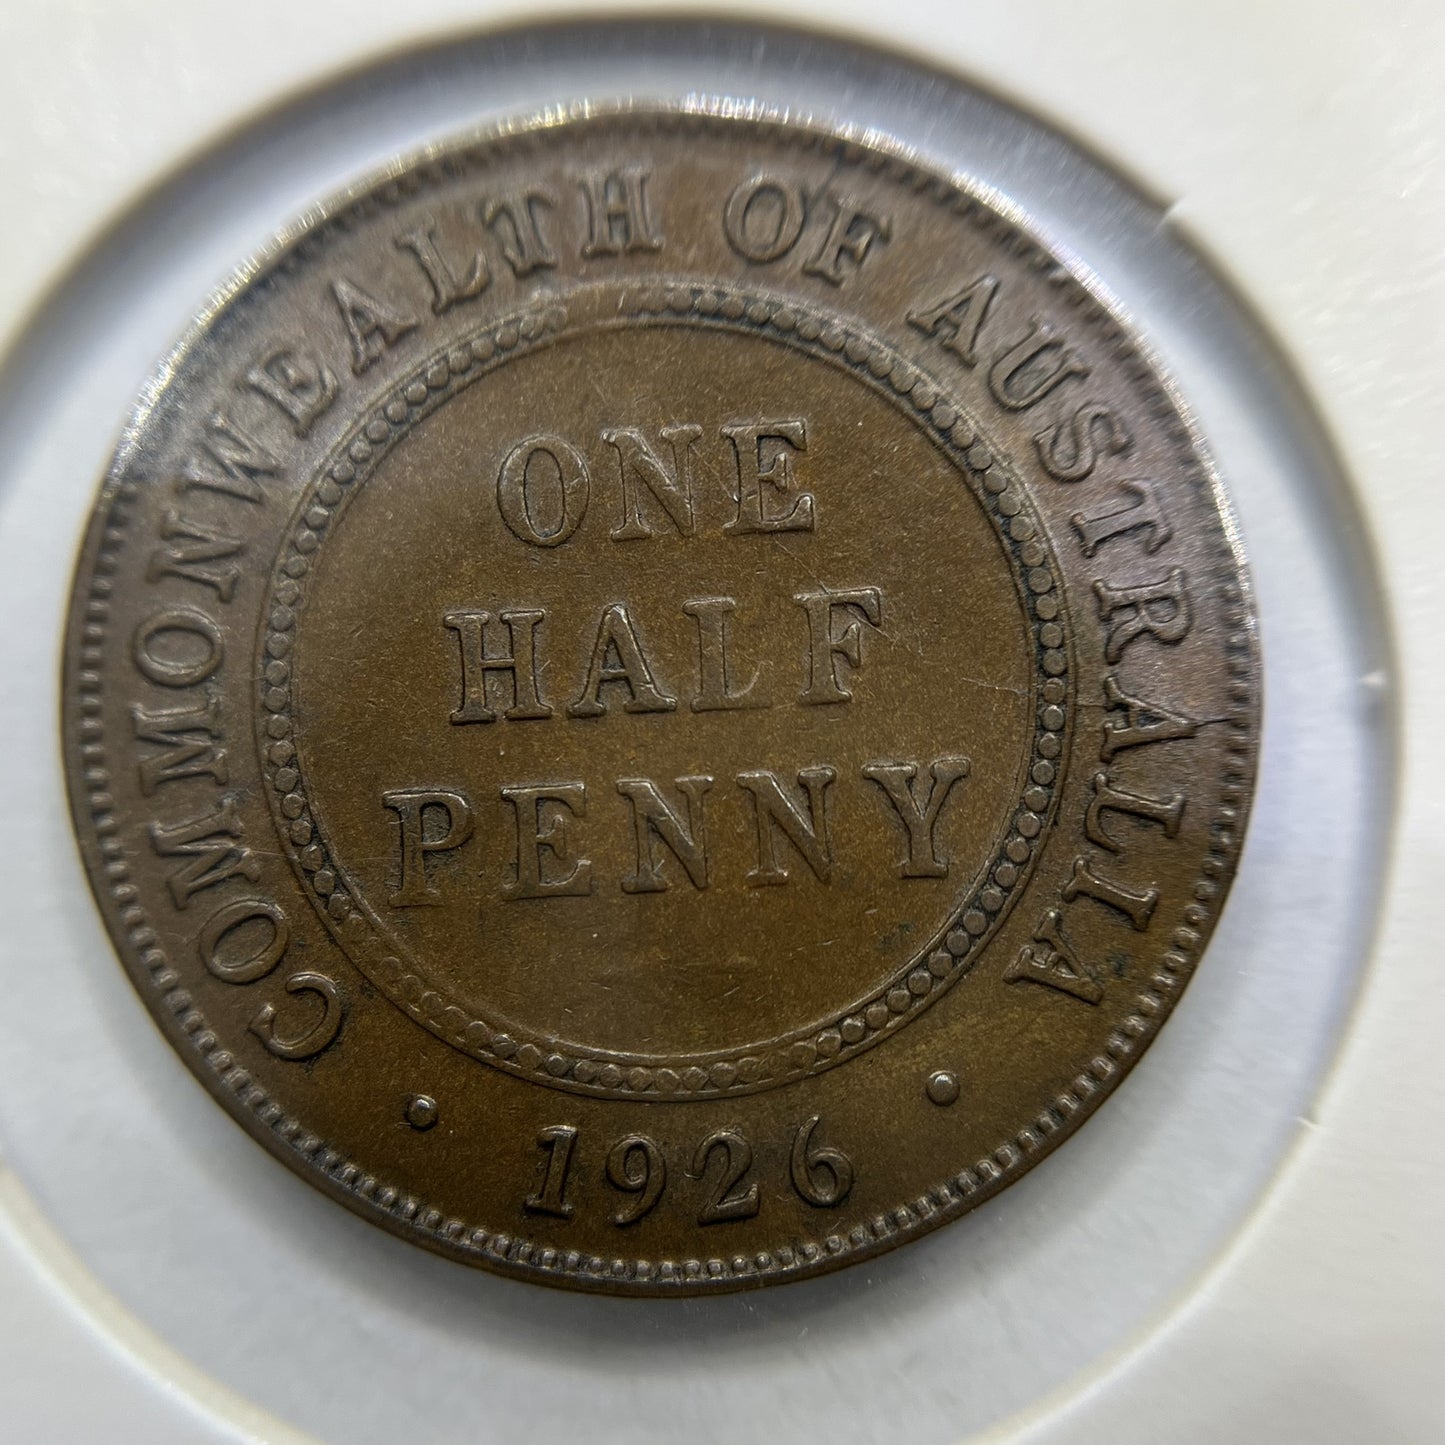 COMMONWEALTH OF AUSTRALIA
ONE
HALF
PENNY
· 1926 ·